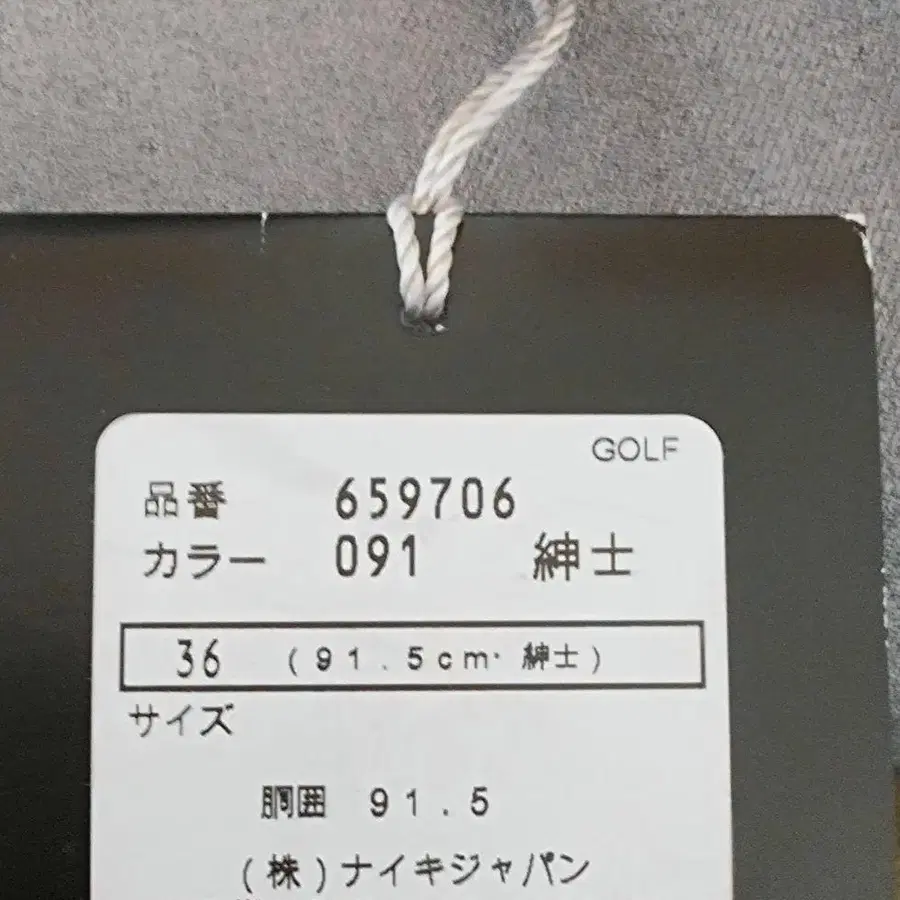 GOLF
品番 659706
カラー 091 紳士
36 (91.5cm･紳士)
サイズ
胴囲 91.5
(株)ナイキジャパン